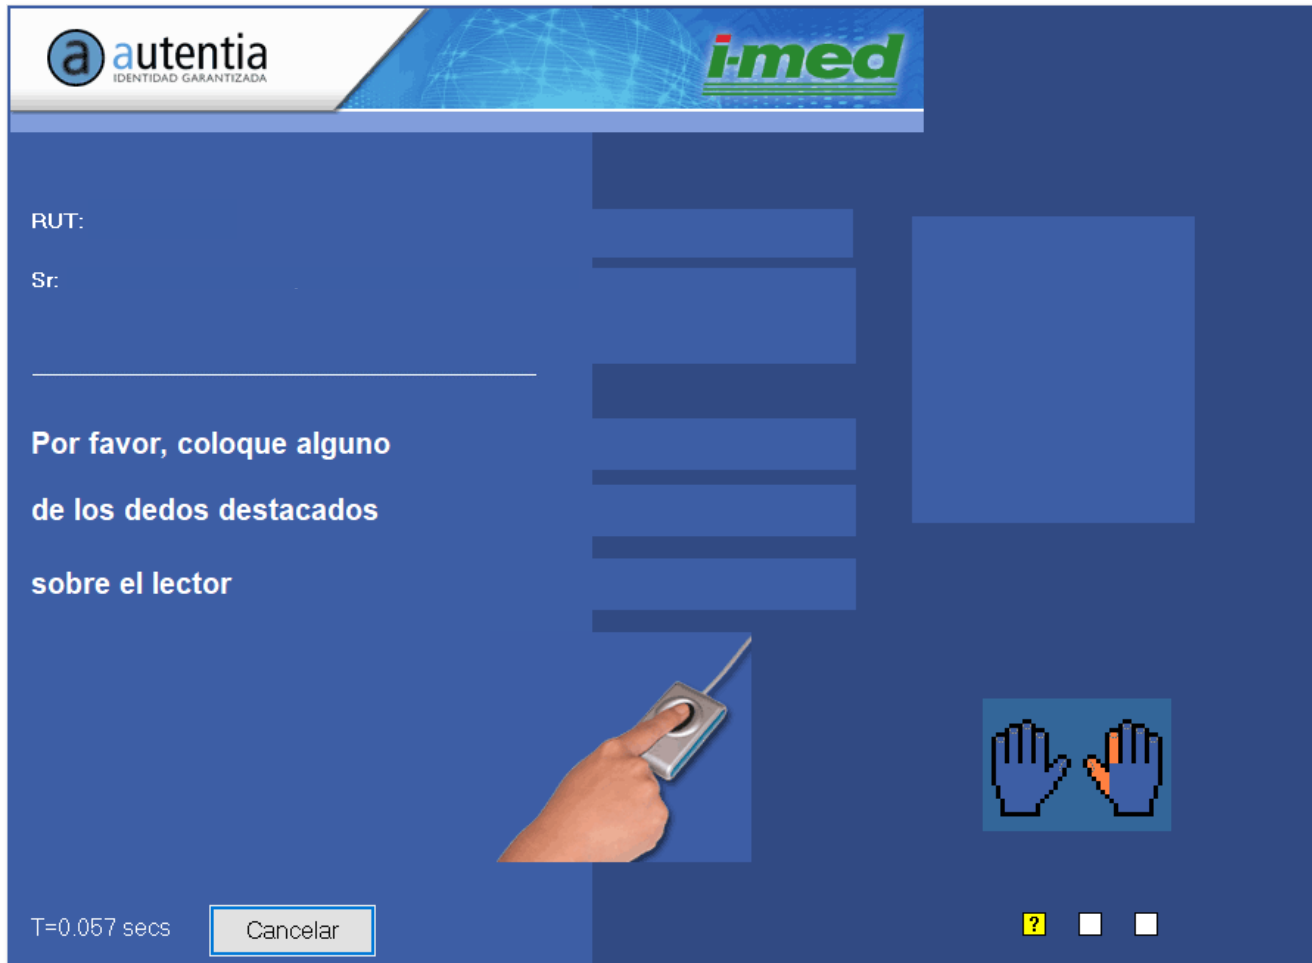 a autentia
IDENTIDAD GARANTIZADA
i-med
RUT:
Sr:
Por favor, coloque alguno
de los dedos destacados
sobre el lector
T=0.057 secs
Cancelar
?